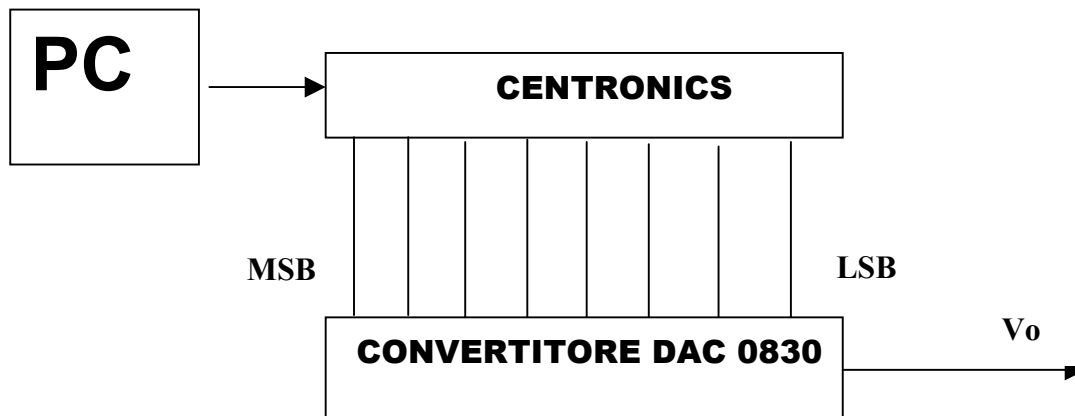 PC
CENTRONICS
MSB
LSB
Vo
CONVERTITORE DAC 0830